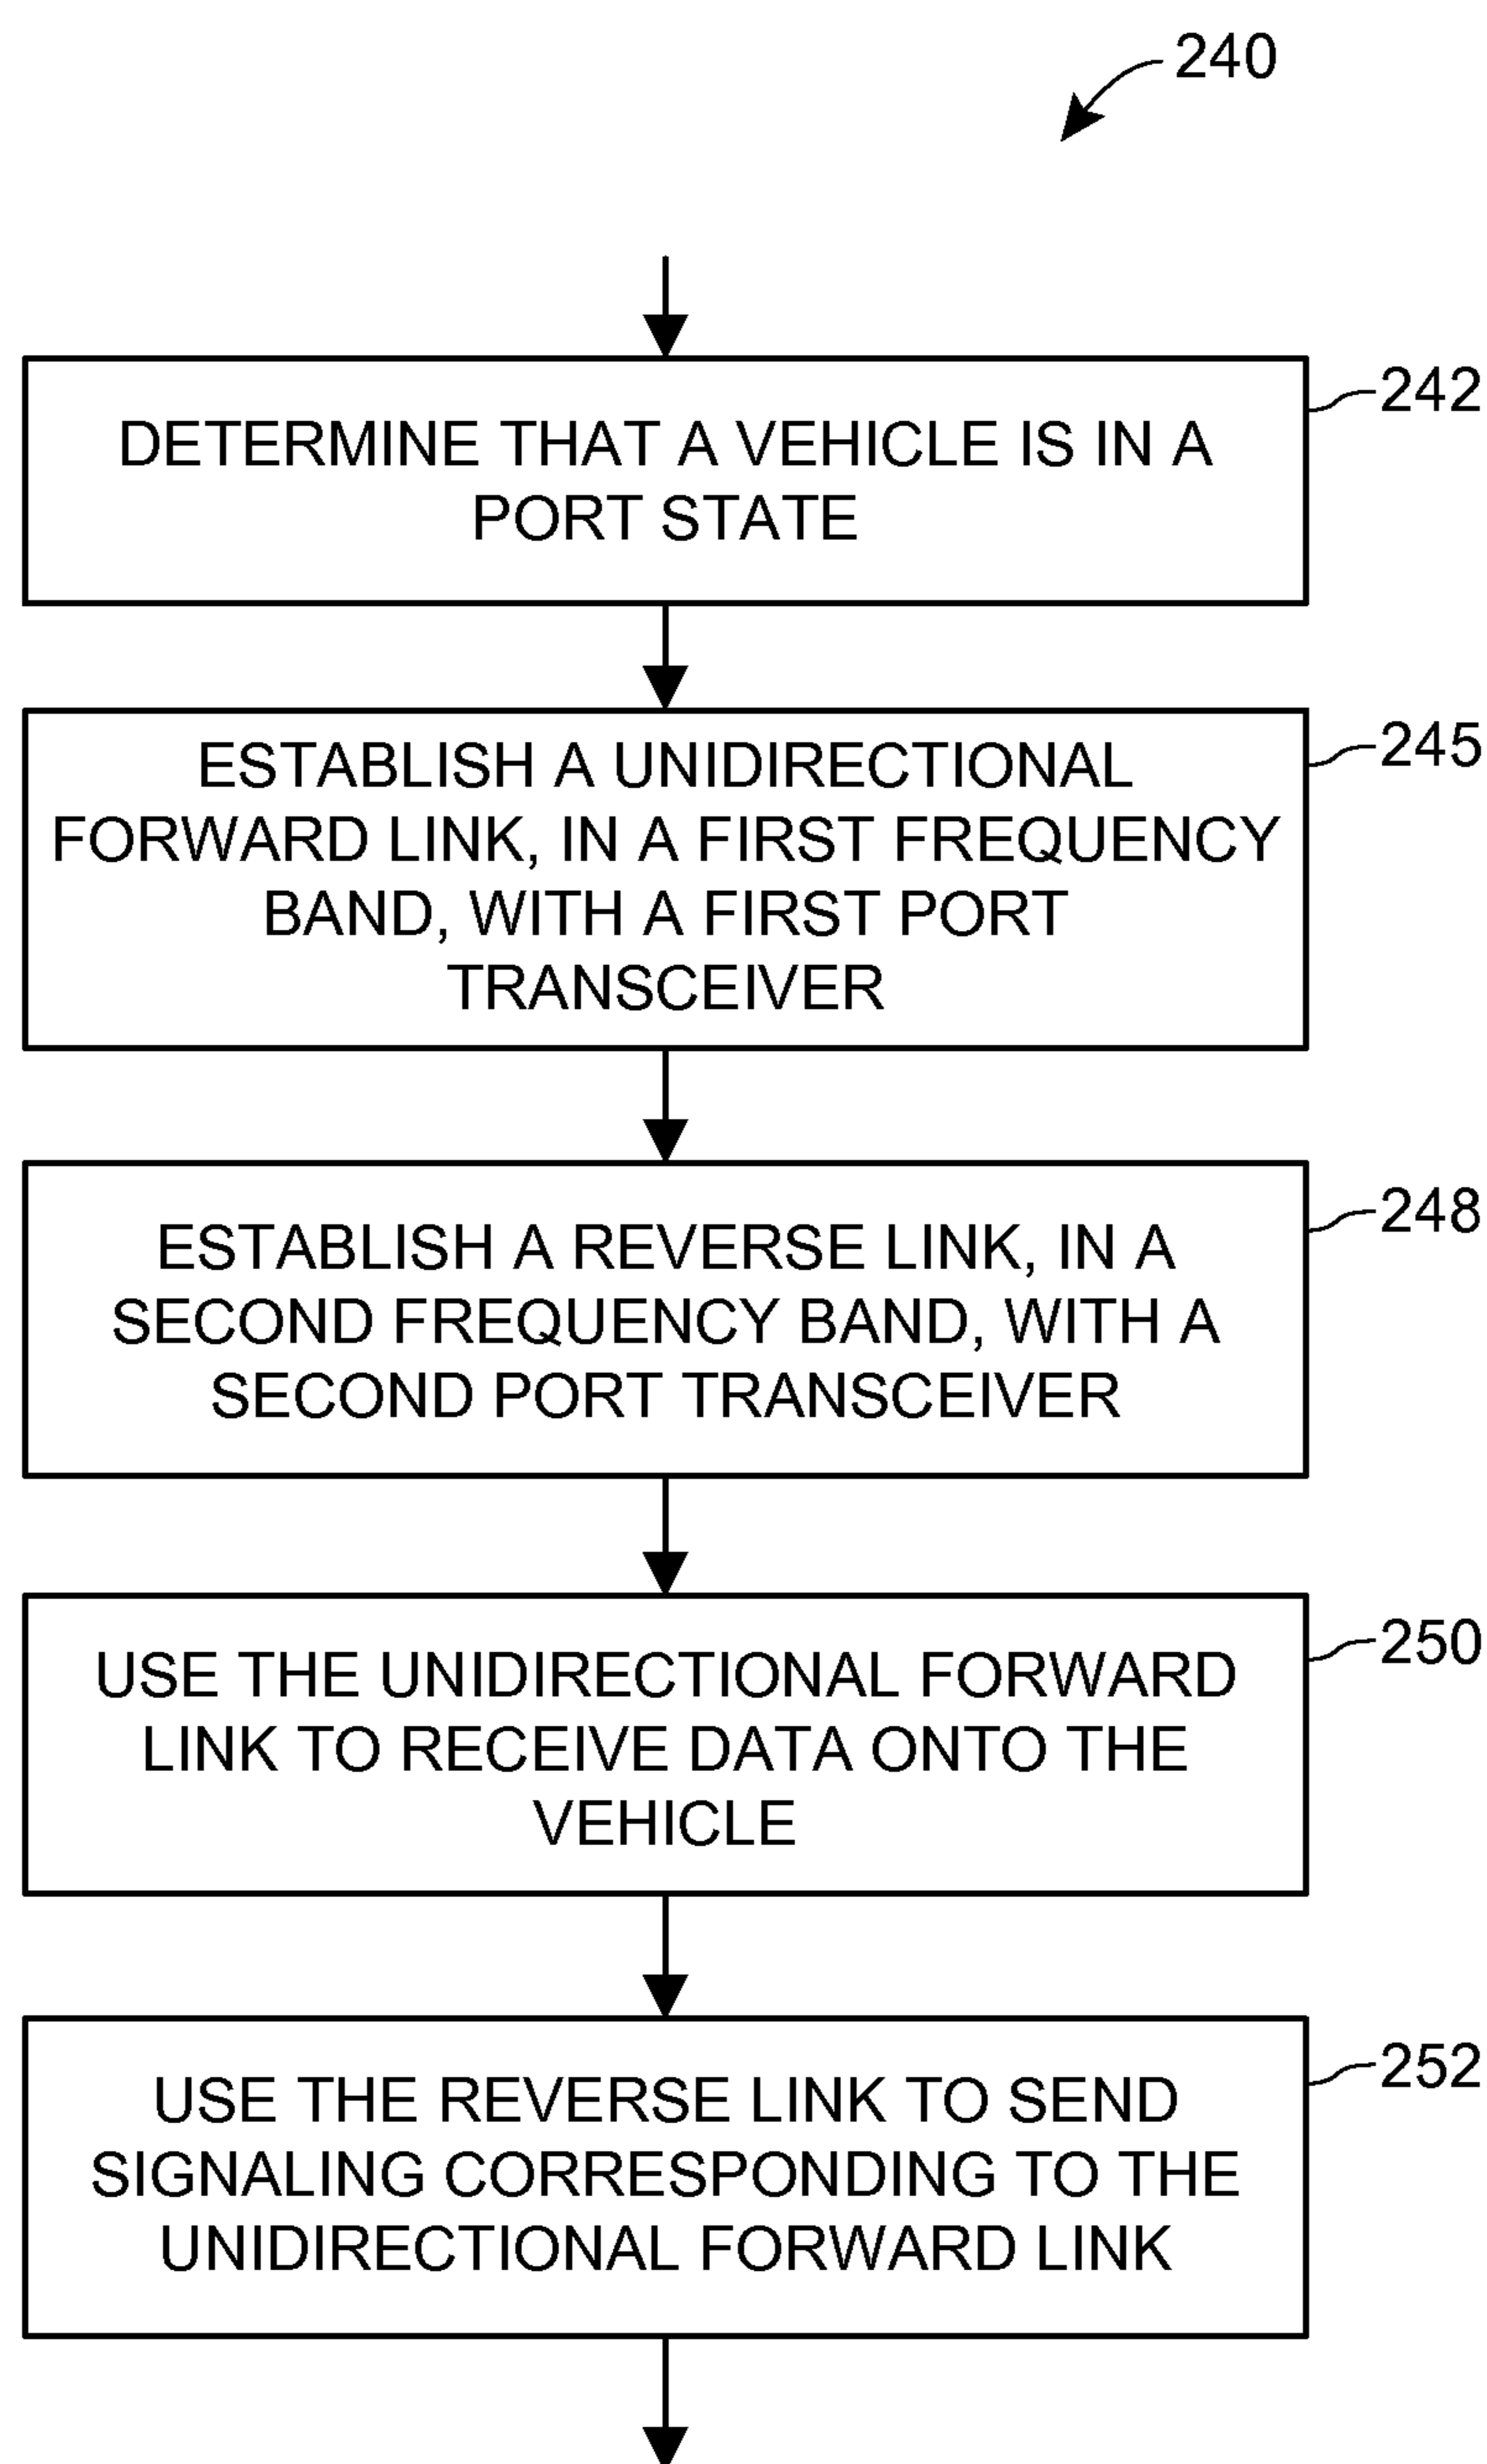 240
DETERMINE THAT A VEHICLE IS IN A
PORT STATE
242
ESTABLISH A UNIDIRECTIONAL
FORWARD LINK, IN A FIRST FREQUENCY
BAND, WITH A FIRST PORT
TRANSCEIVER
245
ESTABLISH A REVERSE LINK, IN A
SECOND FREQUENCY BAND, WITH A
SECOND PORT TRANSCEIVER
248
USE THE UNIDIRECTIONAL FORWARD
LINK TO RECEIVE DATA ONTO THE
VEHICLE
250
USE THE REVERSE LINK TO SEND
SIGNALING CORRESPONDING TO THE
UNIDIRECTIONAL FORWARD LINK
252